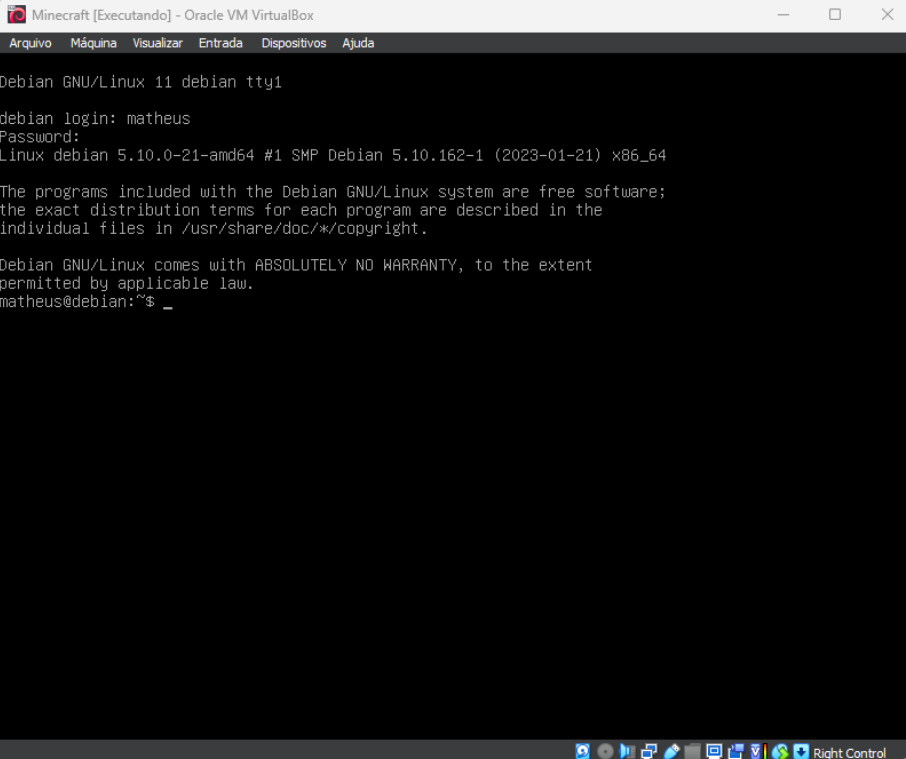 Minecraft [Executando] - Oracle VM VirtualBox
Arquivo Máquina Visualizar Entrada Dispositivos Ajuda
Debian GNU/Linux 11 debian tty1
debian login: matheus
Password:
Linux debian 5.10.0-21-amd64 #1 SMP Debian 5.10.162-1 (2023-01-21) x86_64
The programs included with the Debian GNU/Linux system are free software;
the exact distribution terms for each program are described in the
individual files in /usr/share/doc/*/copyright.
Debian GNU/Linux comes with ABSOLUTELY NO WARRANTY, to the extent
permitted by applicable law.
matheus@debian:~$ _
Right Control